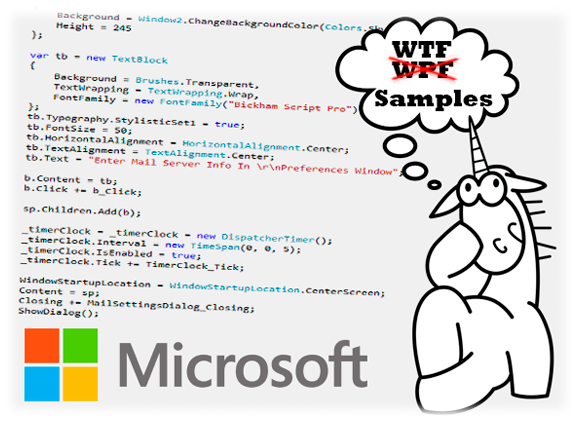 Background = Window2.ChangeBackgroundColor(Colors.
Height = 245
};
var tb = new TextBlock
{
Background = Brushes.Transparent,
TextWrapping = TextWrapping.Wrap,
FontFamily = new FontFamily("Bickham Script Pro")
};
tb.Typography.StylisticSet1 = true;
tb.FontSize = 50;
tb.HorizontalAlignment = HorizontalAlignment.Center;
tb.TextAlignment = TextAlignment.Center;
tb.Text = "Enter Mail Server Info In \r\nPreferences Window";
b.Content = tb;
b.Click += b_Click;
sp.Children.Add(b);
_timerClock = _timerClock = new DispatcherTimer();
_timerClock.Interval = new TimeSpan(0, 0, 5);
_timerClock.IsEnabled = true;
_timerClock.Tick += TimerClock_Tick;
WindowStartupLocation = WindowStartupLocation.CenterScreen;
Content = sp;
Closing += MailSettingsDialog_Closing;
ShowDialog();
WTF
WPF
Samples
Microsoft